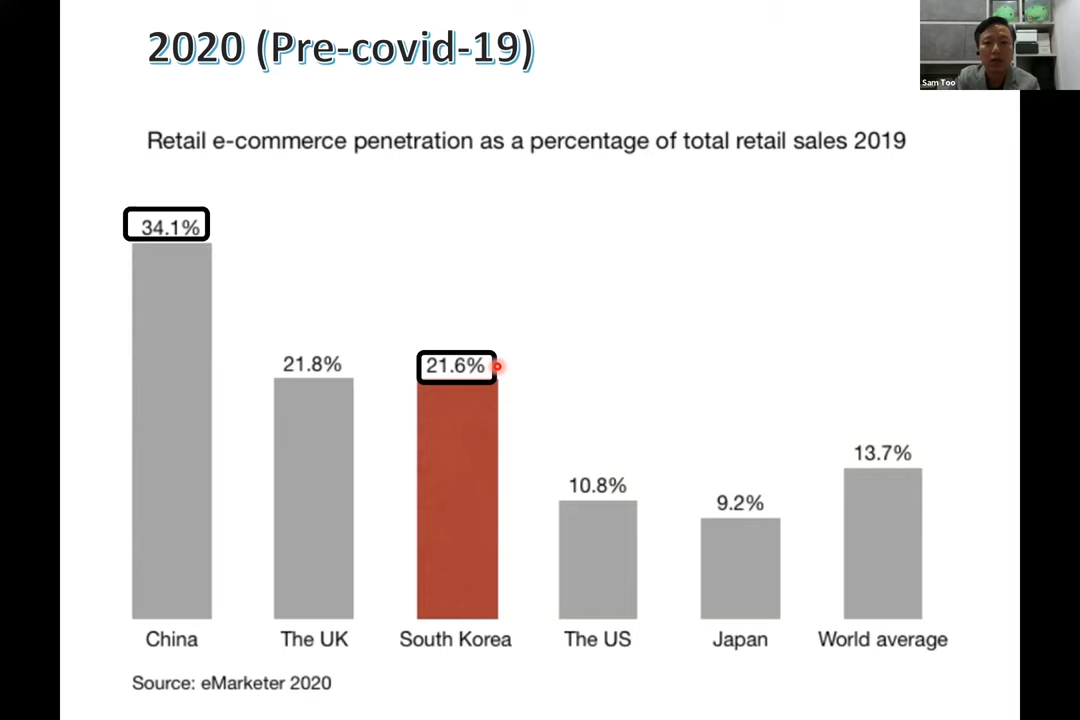 2020 (Pre-covid-19)
Sam Too
Retail e-commerce penetration as a percentage of total retail sales 2019
34.1%
21.8%
21.6%
10.8%
9.2%
13.7%
China
The UK
South Korea
The US
Japan
World average
Source: eMarketer 2020